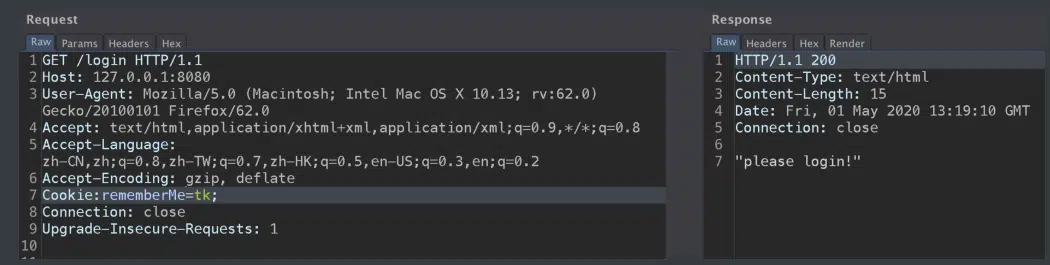 Request
Raw Params Headers Hex
1 GET /login HTTP/1.1
2 Host: 127.0.0.1:8080
3 User-Agent: Mozilla/5.0 (Macintosh; Intel Mac OS X 10.13; rv:62.0)
Gecko/20100101 Firefox/62.0
4 Accept: text/html,application/xhtml+xml,application/xml;q=0.9,*/*;q=0.8
5 Accept-Language:
zh-CN,zh;q=0.8,zh-TW;q=0.7,zh-HK;q=0.5,en-US;q=0.3,en;q=0.2
6 Accept-Encoding: gzip, deflate
7 Cookie:rememberMe=tk;
8 Connection: close
9 Upgrade-Insecure-Requests: 1
10
Response
Raw Headers Hex Render
1 HTTP/1.1 200
2 Content-Type: text/html
3 Content-Length: 15
4 Date: Fri, 01 May 2020 13:19:10 GMT
5 Connection: close
6
7 "please login!"